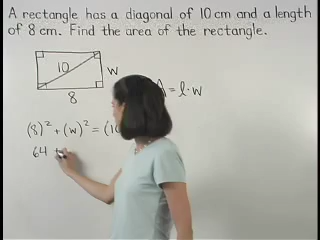 A rectangle has a diagonal of 10 cm and a length
of 8 cm. Find the area of the rectangle.
10
w
8
A = l·w
(8)² + (w)² = (10
64 +